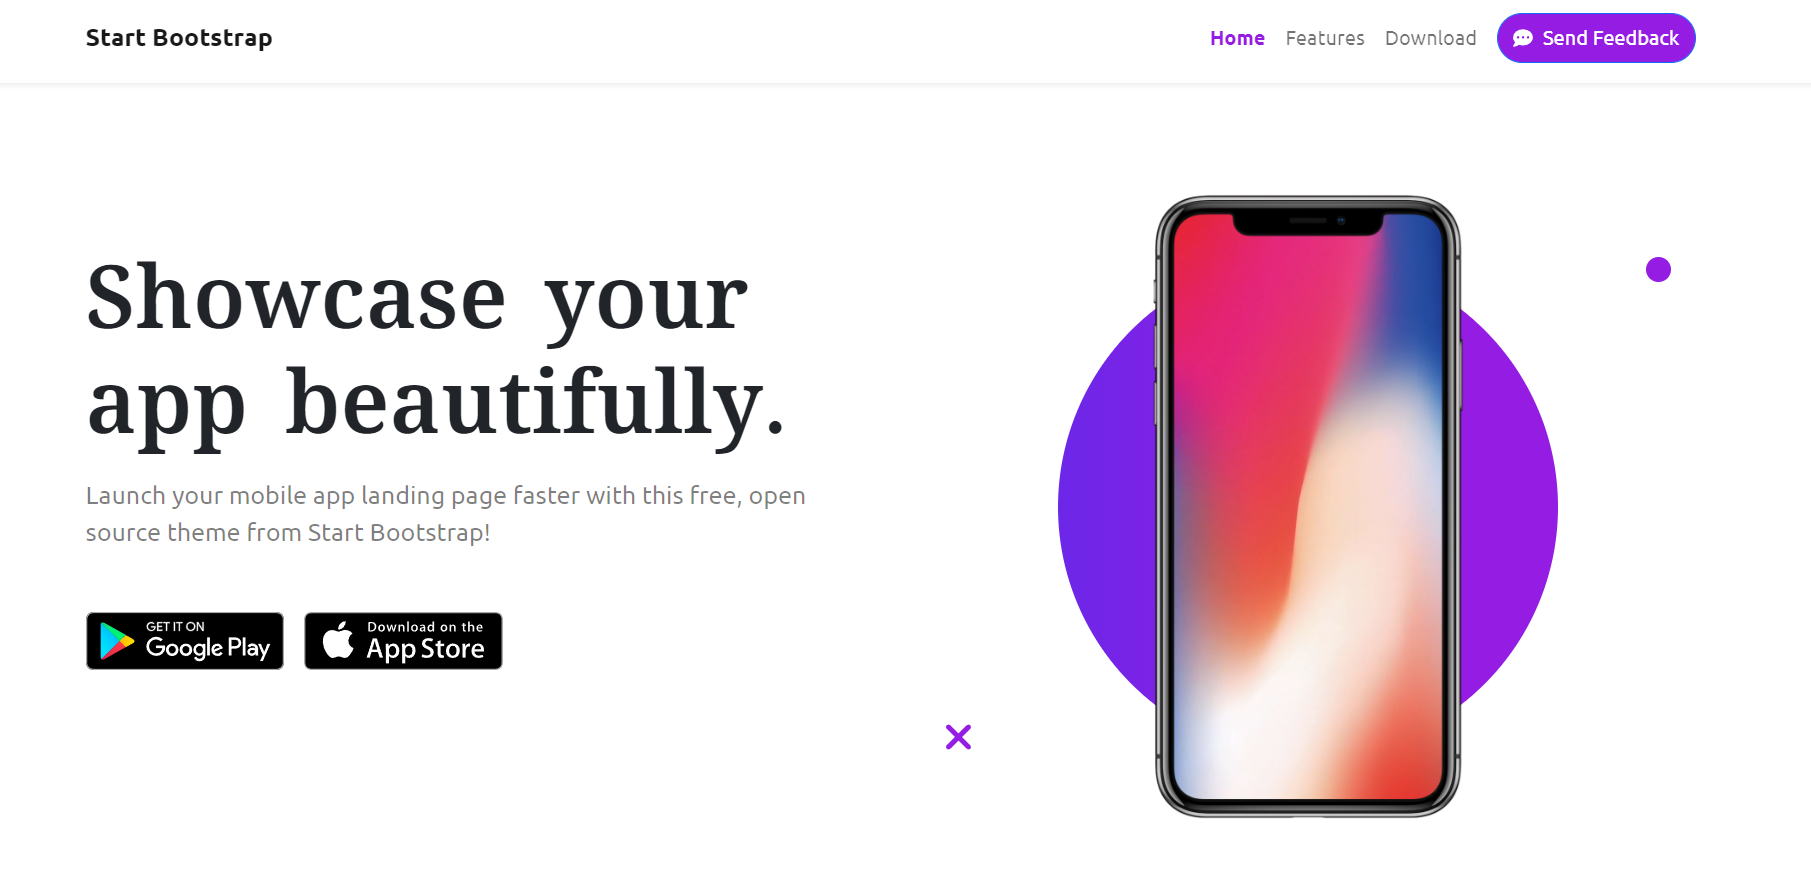 Start Bootstrap
Home Features Download Send Feedback
Showcase your
app beautifully.
Launch your mobile app landing page faster with this free, open
source theme from Start Bootstrap!
GET IT ON
Google Play
Download on the
App Store